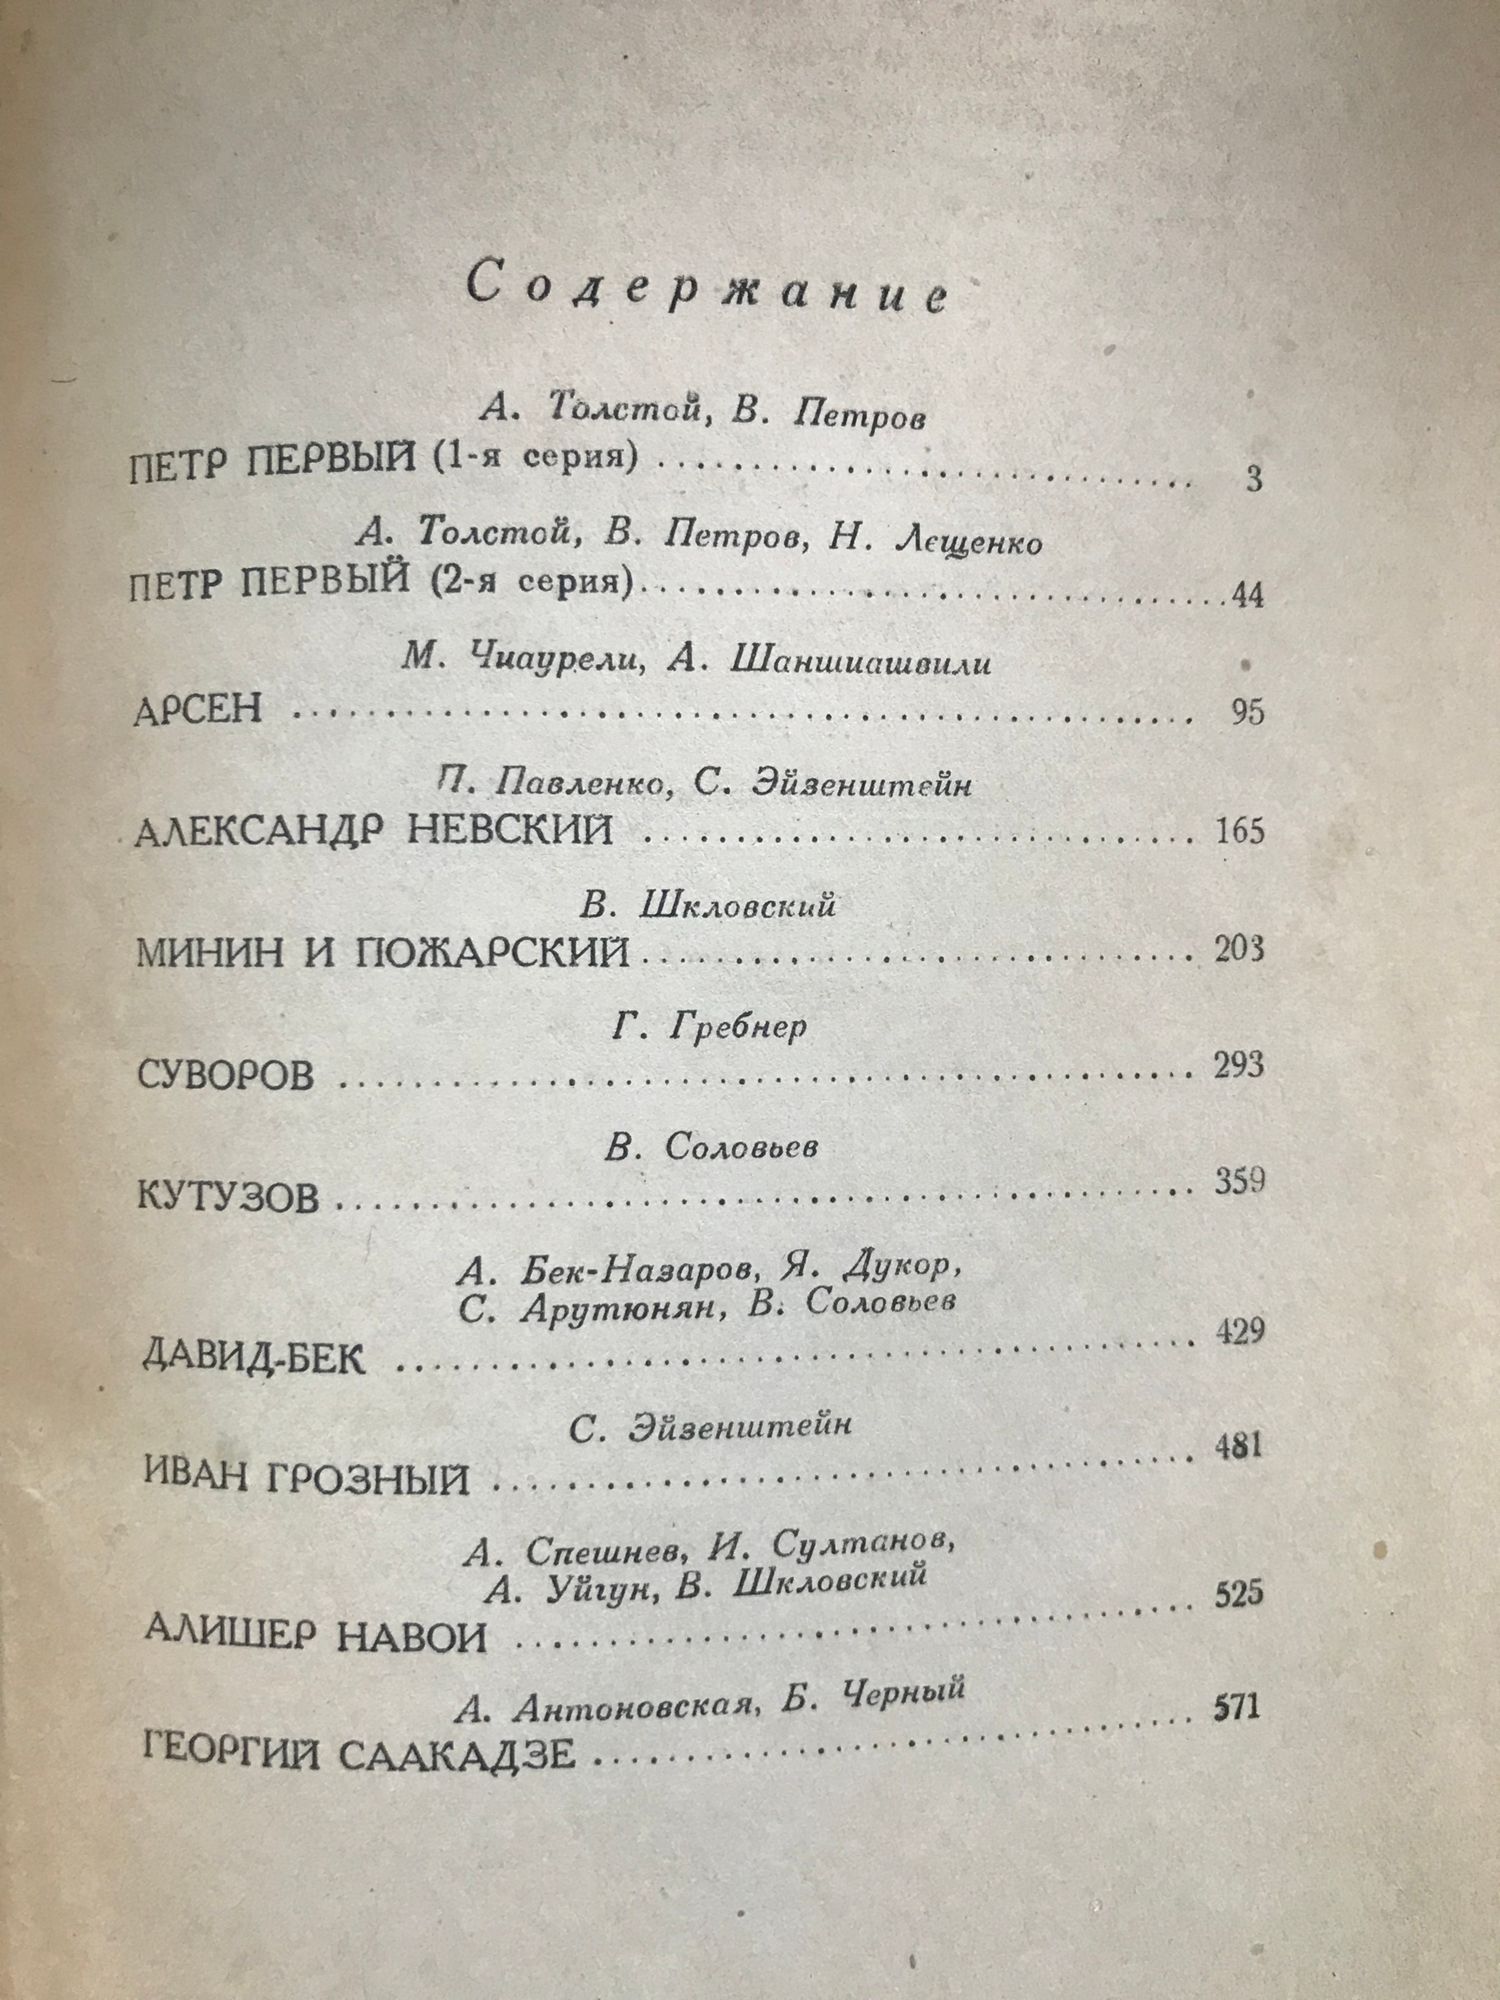 Содержание
А. Толстой, В. Петров
ПЕТР ПЕРВЫЙ (1-я серия) .......................... 3
А. Толстой, В. Петров, Н. Лещенко
ПЕТР ПЕРВЫЙ (2-я серия).......................... 44
М. Чиаурели, А. Шаншиашвили
АРСЕН .......................... 95
П. Павленко, С. Эйзенштейн
АЛЕКСАНДР НЕВСКИЙ .......................... 165
В. Шкловский
МИНИН И ПОЖАРСКИЙ.......................... 203
Г. Гребнер
СУВОРОВ .......................... 293
В. Соловьев
КУТУЗОВ .......................... 359
А. Бек-Назаров, Я. Дукор,
С. Арутюнян, В. Соловьев
ДАВИД-БЕК .......................... 429
С. Эйзенштейн
ИВАН ГРОЗНЫЙ .......................... 481
А. Спешнев, И. Султанов,
А. Уйгун, В. Шкловский
АЛИШЕР НАВОИ .......................... 525
А. Антоновская, Б. Черный
ГЕОРГИЙ СААКАДЗЕ .......................... 571